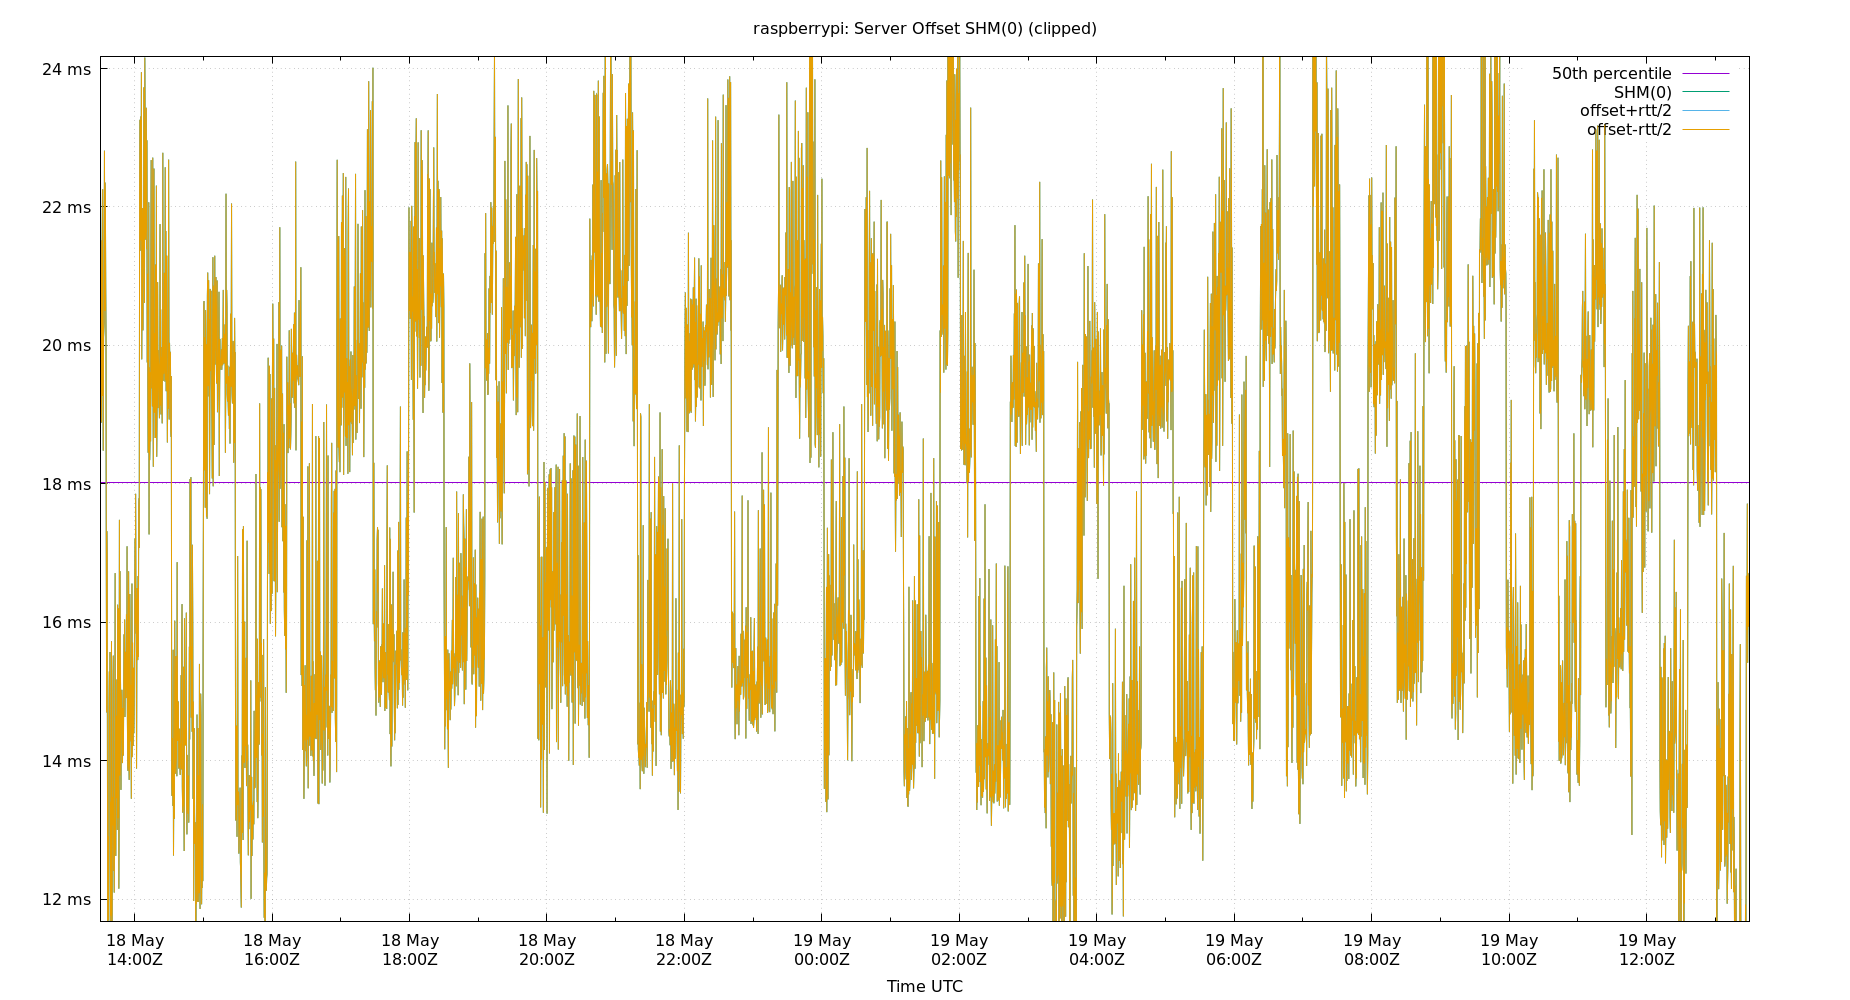 raspberrypi: Server Offset SHM(0) (clipped)
50th percentile
SHM(0)
offset+rtt/2
offset-rtt/2
24 ms
22 ms
20 ms
18 ms
16 ms
14 ms
12 ms
18 May 18 May 18 May 18 May 18 May 19 May 19 May 19 May 19 May 19 May 19 May 19 May
14:00Z 16:00Z 18:00Z 20:00Z 22:00Z 00:00Z 02:00Z 04:00Z 06:00Z 08:00Z 10:00Z 12:00Z
Time UTC